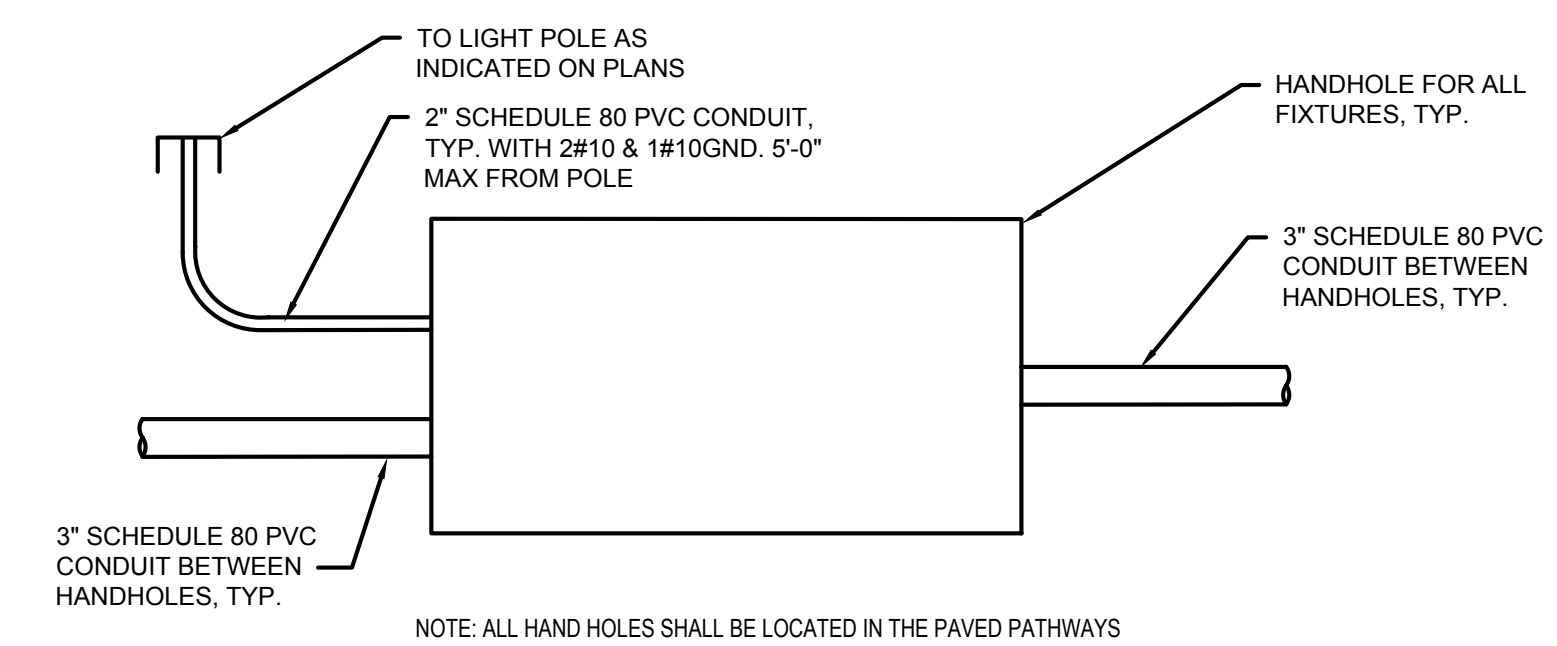 TO LIGHT POLE AS
INDICATED ON PLANS
2" SCHEDULE 80 PVC CONDUIT,
TYP. WITH 2#10 & 1#10GND. 5'-0"
MAX FROM POLE
HANDHOLE FOR ALL
FIXTURES, TYP.
3" SCHEDULE 80 PVC
CONDUIT BETWEEN
HANDHOLES, TYP.
3" SCHEDULE 80 PVC
CONDUIT BETWEEN
HANDHOLES, TYP.
NOTE: ALL HAND HOLES SHALL BE LOCATED IN THE PAVED PATHWAYS